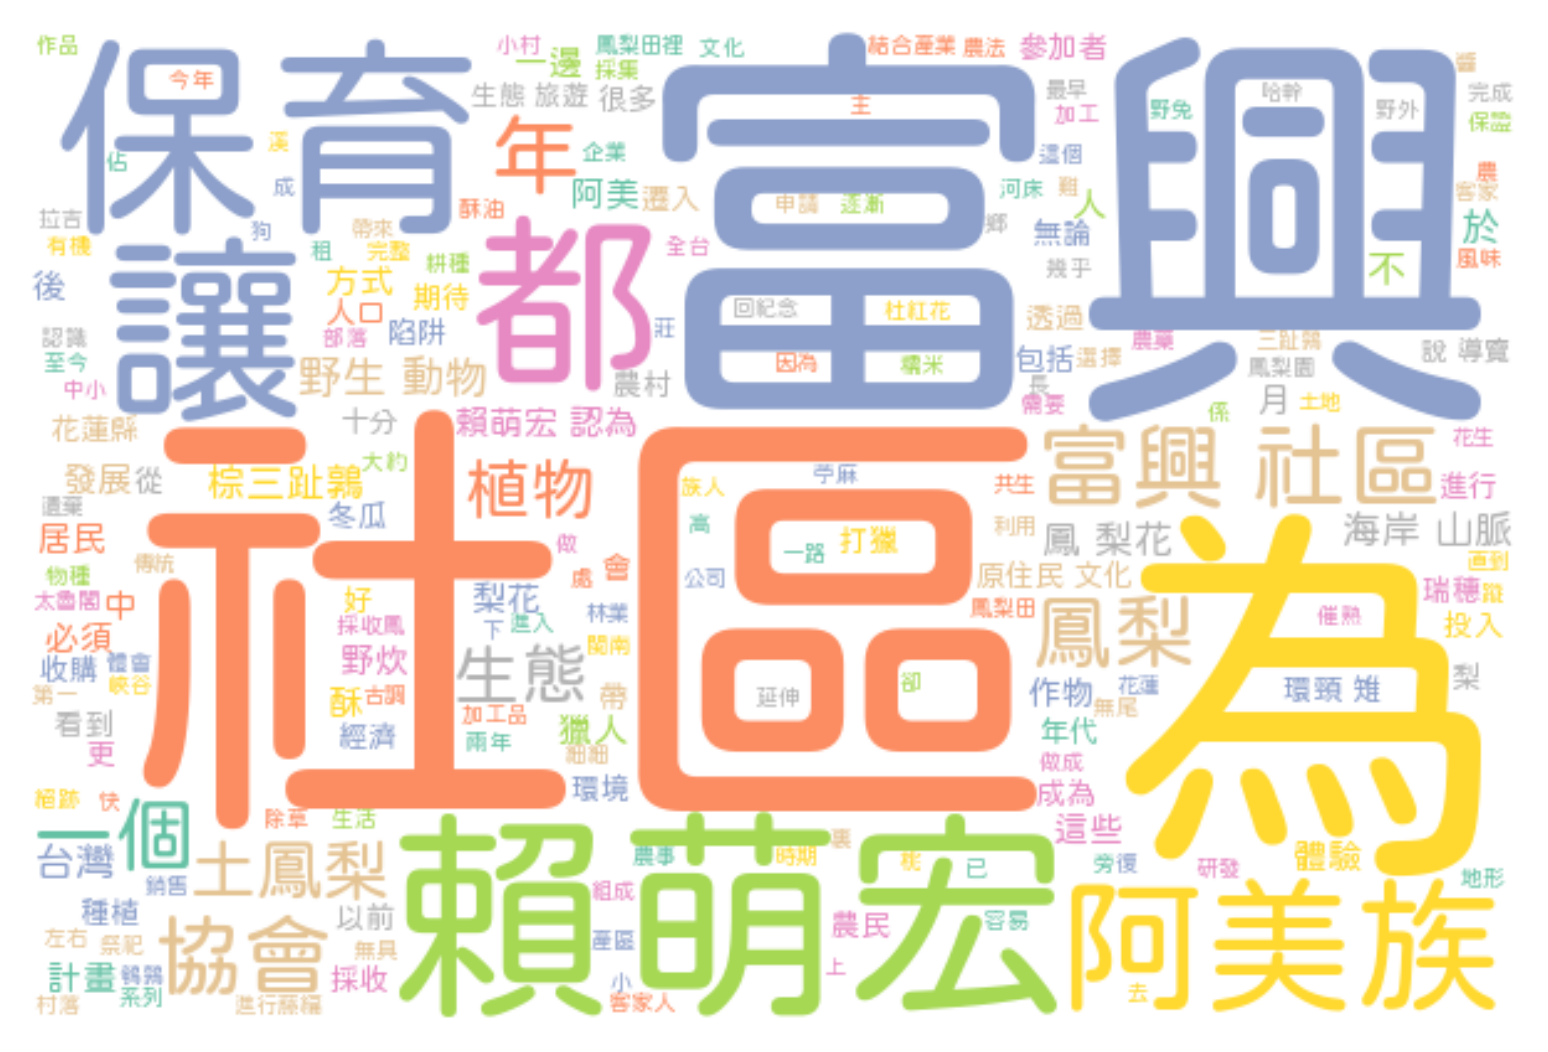 作品
小村
一邊
鳳梨田裡
文化
結合產業
農法
參加者
醬
保育
今年
採集
生態 旅遊
很多
富興
主
最早
加工
野兔
哈幹
野外
完成
保證
佔
溪
年
企業
這個
農
成
阿美
遷入
申請
逐漸
河床
難
人
客家
拉吉
狗
帶來
酥油
鄉
無論
於
有機
讓
租
完整
都
全台
幾乎
不
風味
後
方式
耕種
期待
人口
部落
陷阱
莊
回紀念
杜紅花
透過
農藥
三趾鶉
認識
至今
中小
野生 動物
農村
因為
糯米
包括
選擇
長
需要
鳳梨園
月
土地
說 導覽
係
花蓮縣
十分
賴萌宏 認為
社區
富興 社區
花生
發展
從
棕三趾鶉
大約
植物
族人
苧麻
共生
進行
遺棄
冬瓜
高
打獵
利用
為
居民
傳統
做
一路
鳳 梨花
海岸 山脈
物種
處
會
公司
原住民 文化
直到
太魯閣
中
好
梨花
林業
鳳梨田
瑞穗
蹤
必須
採收鳳
下
進入
閩南
鳳梨
催熟
投入
收購
體會
峽谷
野炊
生態
卻
梨
第一
酥
古調
帶
延伸
作物
花蓮
無尾
環頸 雉
看到
更
經濟
加工品
兩年
獵人
細細
年代
做成
絕跡
快
一個
除草
生活
環境
成為
這些
台灣
銷售
土鳳梨
賴萌宏
農事
時期
裏
桃
已
旁復
研發
體驗
地形
種植
協會
以前
組成
農民
容易
阿美族
左右
祭祀
無具
產區
上
去
計畫
鵪鶉
系列
採收
小
村落
進行藤編
客家人